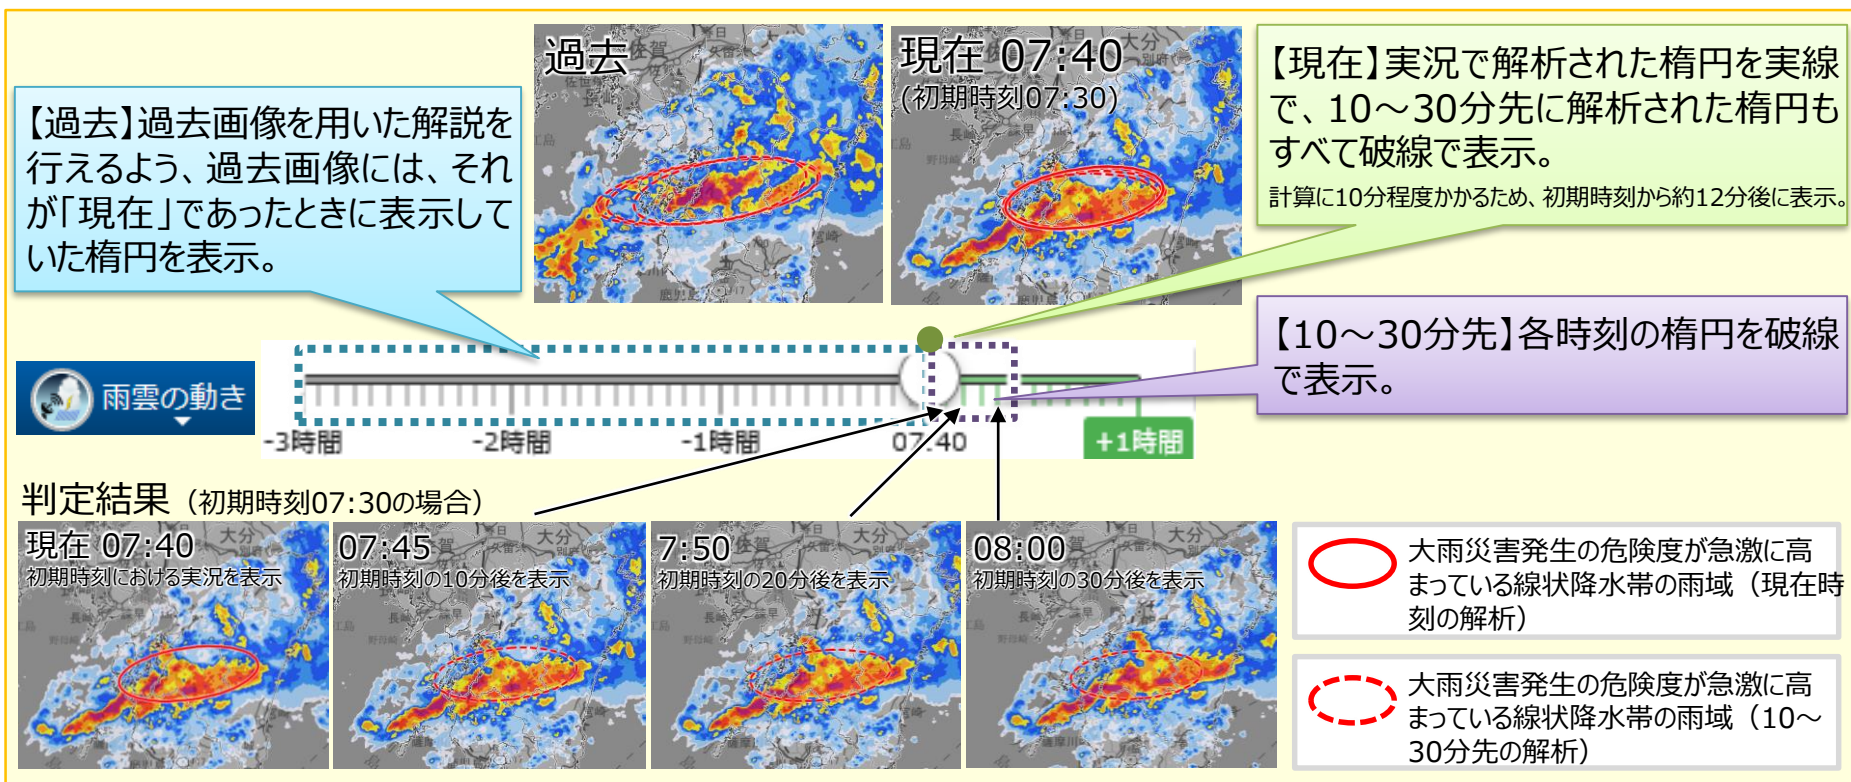 過去
現在 07:40
(初期時刻07:30)
【過去】過去画像を用いた解説を
行えるよう、過去画像には、それ
が「現在」であったときに表示して
いた楕円を表示。
【現在】実況で解析された楕円を実線
で、10～30分先に解析された楕円も
すべて破線で表示。
計算に10分程度かかるため、初期時刻から約12分後に表示。
【10～30分先】各時刻の楕円を破線
で表示。
雨雲の動き
-3時間
-2時間
-1時間
07:40
+1時間
判定結果（初期時刻07:30の場合）
現在 07:40
初期時刻における実況を表示
07:45
初期時刻の10分後を表示
7:50
初期時刻の20分後を表示
08:00
初期時刻の30分後を表示
大雨災害発生の危険度が急激に高
まっている線状降水帯の雨域（現在時
刻の解析）
大雨災害発生の危険度が急激に高
まっている線状降水帯の雨域（10～
30分先の解析）